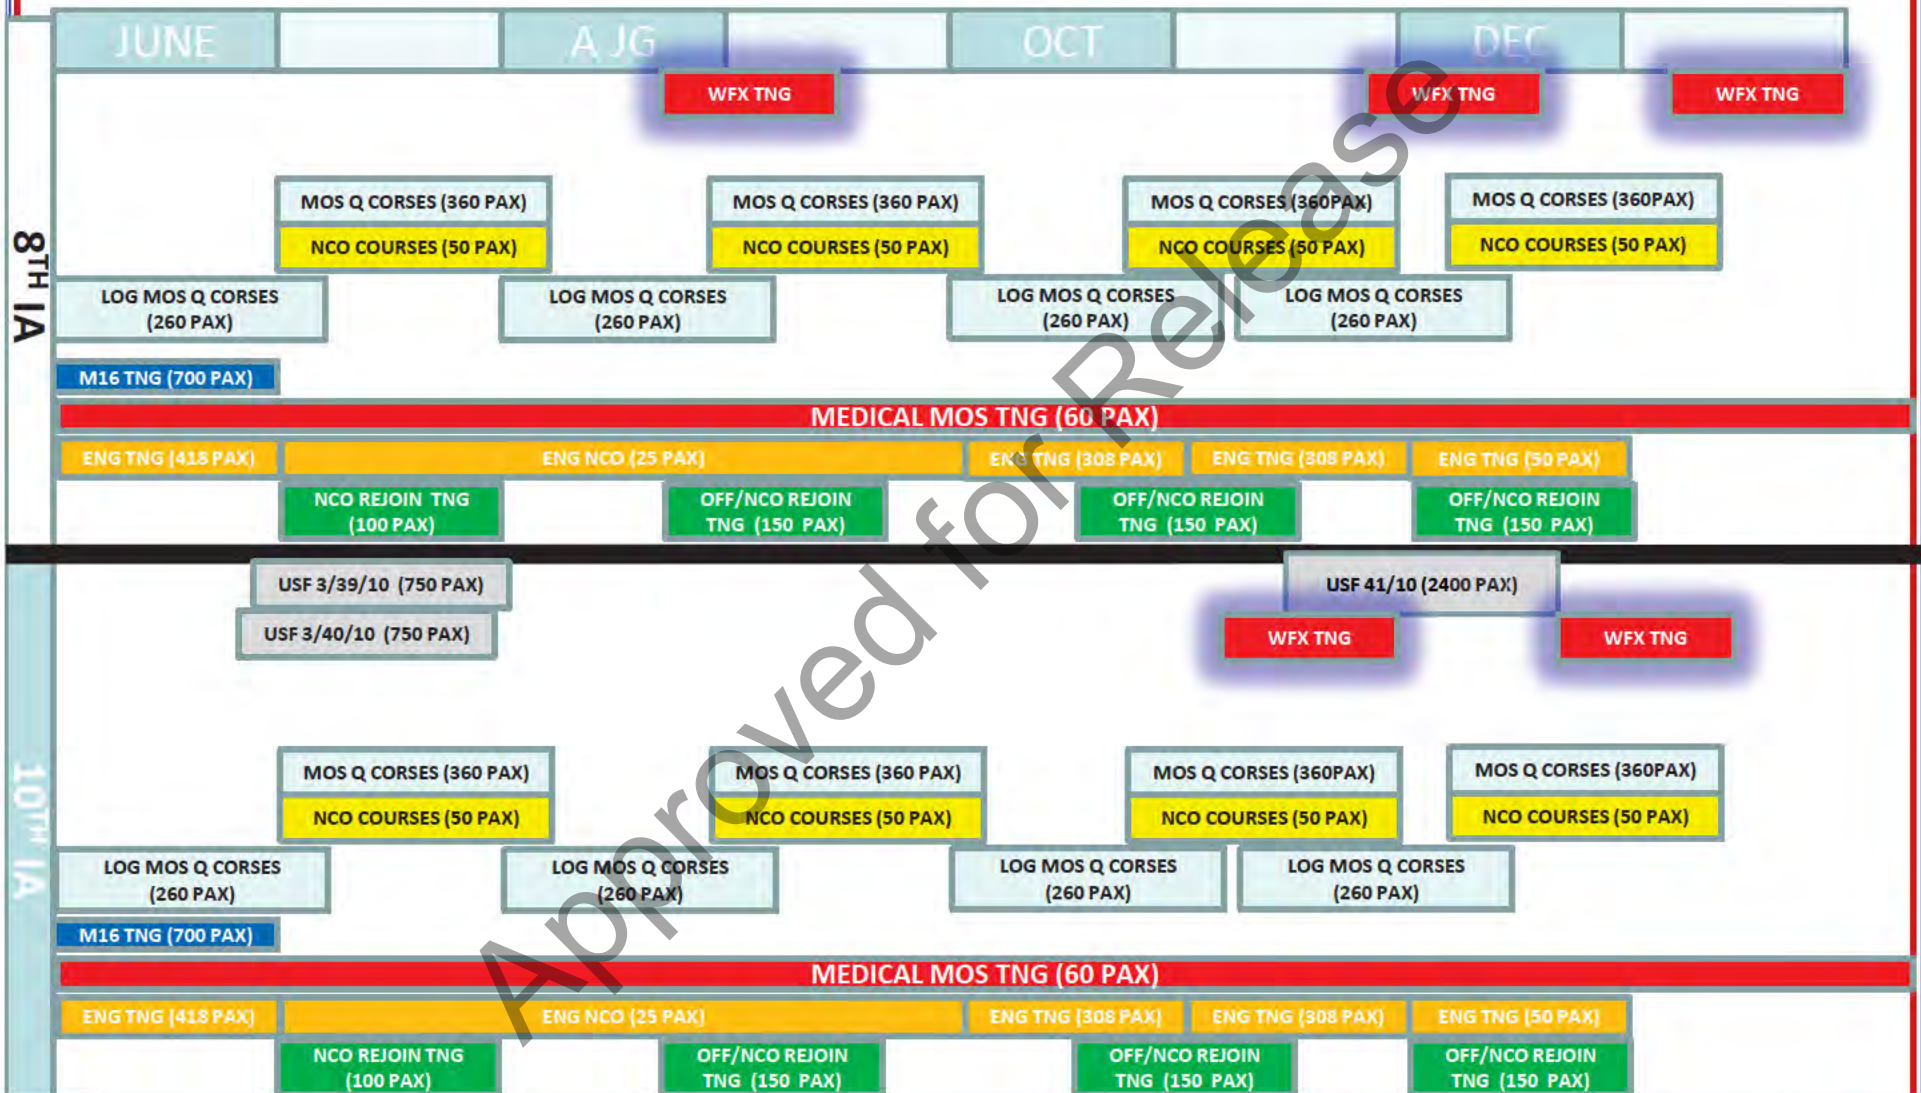 JUNE
A JG
OCT
DEC
8TH IA
WFX TNG
WFX TNG
WFX TNG
MOS Q CORSES (360 PAX)
MOS Q CORSES (360 PAX)
MOS Q CORSES (360PAX)
MOS Q CORSES (360PAX)
NCO COURSES (50 PAX)
NCO COURSES (50 PAX)
NCO COURSES (50 PAX)
NCO COURSES (50 PAX)
LOG MOS Q CORSES
(260 PAX)
LOG MOS Q CORSES
(260 PAX)
LOG MOS Q CORSES
(260 PAX)
LOG MOS Q CORSES
(260 PAX)
M16 TNG (700 PAX)
MEDICAL MOS TNG (60 PAX)
ENG TNG (418 PAX)
ENG NCO (25 PAX)
ENG TNG (308 PAX)
ENG TNG (308 PAX)
ENG TNG (50 PAX)
NCO REJOIN TNG
(100 PAX)
OFF/NCO REJOIN
TNG (150 PAX)
OFF/NCO REJOIN
TNG (150 PAX)
OFF/NCO REJOIN
TNG (150 PAX)
10TH IA
USF 3/39/10 (750 PAX)
USF 41/10 (2400 PAX)
USF 3/40/10 (750 PAX)
WFX TNG
WFX TNG
MOS Q CORSES (360 PAX)
MOS Q CORSES (360 PAX)
MOS Q CORSES (360PAX)
MOS Q CORSES (360PAX)
NCO COURSES (50 PAX)
NCO COURSES (50 PAX)
NCO COURSES (50 PAX)
NCO COURSES (50 PAX)
LOG MOS Q CORSES
(260 PAX)
LOG MOS Q CORSES
(260 PAX)
LOG MOS Q CORSES
(260 PAX)
LOG MOS Q CORSES
(260 PAX)
M16 TNG (700 PAX)
MEDICAL MOS TNG (60 PAX)
ENG TNG (418 PAX)
ENG NCO (25 PAX)
ENG TNG (308 PAX)
ENG TNG (308 PAX)
ENG TNG (50 PAX)
NCO REJOIN TNG
(100 PAX)
OFF/NCO REJOIN
TNG (150 PAX)
OFF/NCO REJOIN
TNG (150 PAX)
OFF/NCO REJOIN
TNG (150 PAX)
Approved for Release